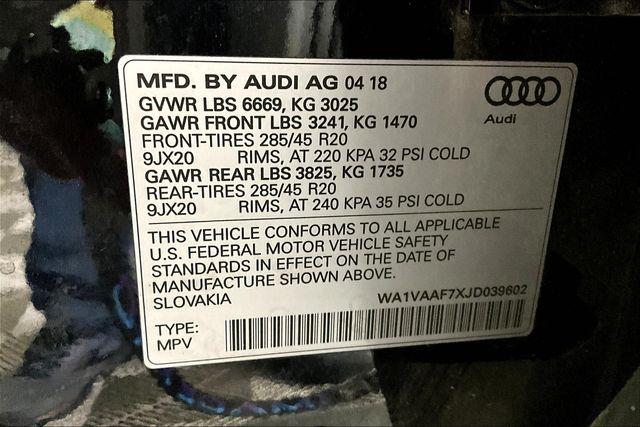 MFD. BY AUDI AG 04 18
GVWR LBS 6669, KG 3025
GAWR FRONT LBS 3241, KG 1470
FRONT-TIRES 285/45 R20
9JX20 RIMS, AT 220 KPA 32 PSI COLD
GAWR REAR LBS 3825, KG 1735
REAR-TIRES 285/45 R20
9JX20 RIMS, AT 240 KPA 35 PSI COLD
Audi
THIS VEHICLE CONFORMS TO ALL APPLICABLE
U.S. FEDERAL MOTOR VEHICLE SAFETY
STANDARDS IN EFFECT ON THE DATE OF
MANUFACTURE SHOWN ABOVE.
SLOVAKIA WA1VAAF7XJD039602
TYPE:
MPV